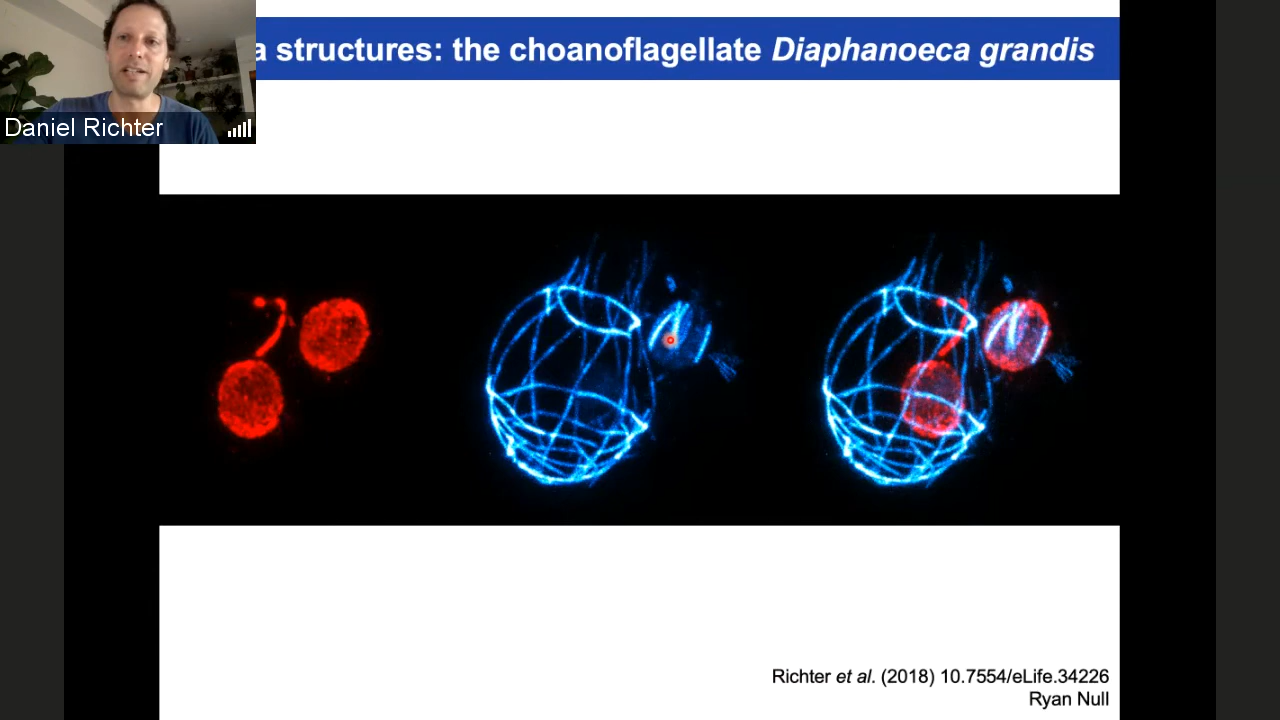 a structures: the choanoflagellate Diaphanoeca grandis
Daniel Richter
Richter et al. (2018) 10.7554/eLife.34226
Ryan Null